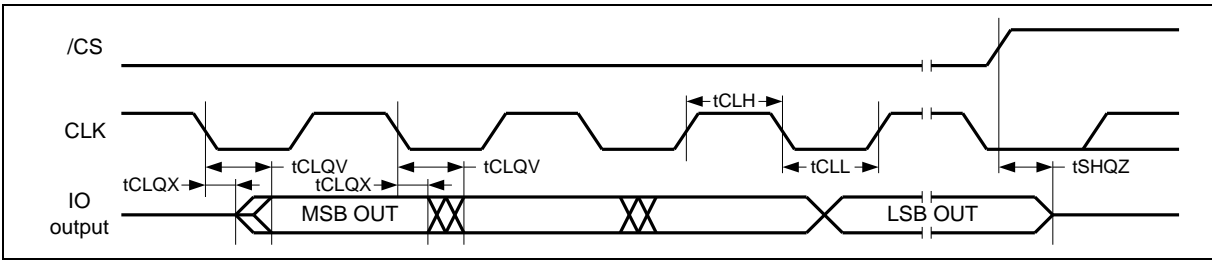 /CS
tCLH
CLK
tCLQV
tCLQV
tCLL
tSHQZ
tCLQX
tCLQX
IO
output
MSB OUT
LSB OUT